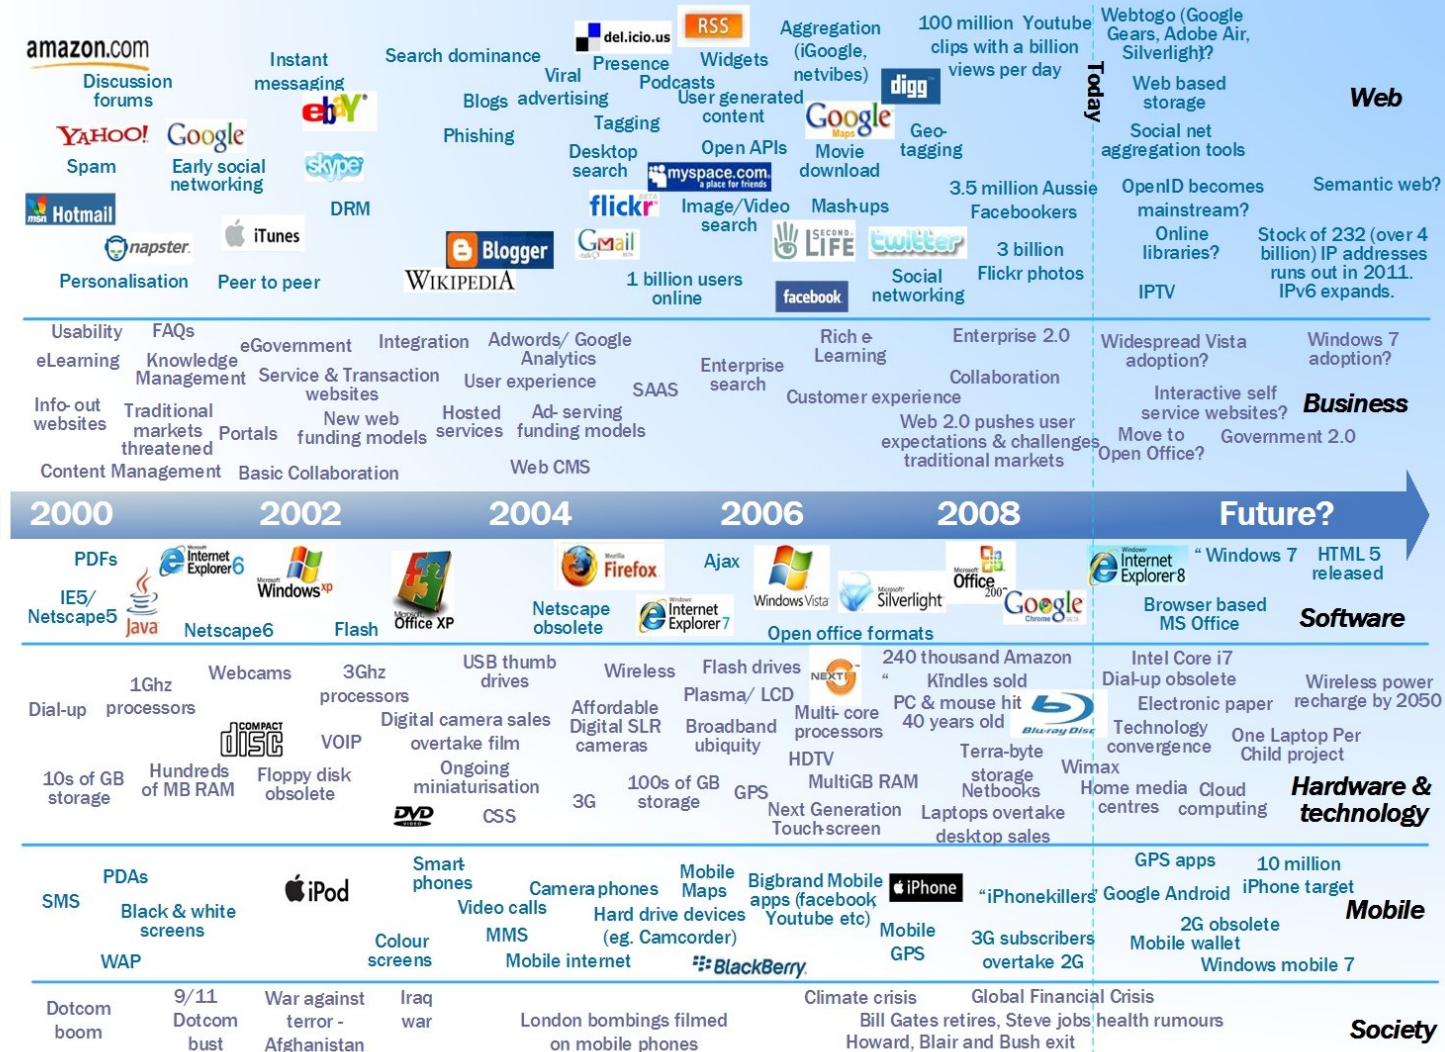 amazon.com
Discussion
forums
YAHOO!
Google
Spam
Early social
networking
msn Hotmail
napster.
iTunes
Personalisation
Peer to peer
Instant
messaging
ebY
skype
DRM
Search dominance
Viral
advertising
Blogs
Phishing
del.icio.us
Presence
Podcasts
RSS
Widgets
User generated
content
Tagging
Desktop
search
Open APIs
myspace.com
a place for friends
flickr
Image/Video
search
Blogger
GMail
WIKIPEDIA
1 billion users
online
Aggregation
(iGoogle,
netvibes)
digg
Google
Maps
Geo-
tagging
Movie
download
Mash-ups
SECOND
LIFE
twitter
facebook
Social
networking
100 million Youtube
clips with a billion
views per day
3.5 million Aussie
Facebookers
3 billion
Flickr photos
Today
Webtogo (Google
Gears, Adobe Air,
Silverlight)?
Web based
storage
Social net
aggregation tools
OpenID becomes
mainstream?
Online
libraries?
IPTV
Web
Semantic web?
Stock of 232 (over 4
billion) IP addresses
runs out in 2011.
IPv6 expands.
Usability
FAQs
eLearning
Knowledge
Management
eGovernment
Integration
Service & Transaction
websites
Info-out
websites
Traditional
markets
threatened
Portals
New web
funding models
Content Management
Basic Collaboration
Adwords/ Google
Analytics
User experience
SAAS
Hosted
services
Ad- serving
funding models
Web CMS
Enterprise
search
Rich e-
Learning
Customer experience
Enterprise 2.0
Collaboration
Web 2.0 pushes user
expectations & challenges
traditional markets
Widespread Vista
adoption?
Windows 7
adoption?
Interactive self
service websites?
Business
Move to
Open Office?
Government 2.0
2000
2002
2004
2006
2008
Future?
PDFs
IE5/
Netscape5
Java
Microsoft
Internet
Explorer6
Netscape6
Microsoft
Windows xp
Flash
Microsoft
Office XP
Mozilla
Firefox
Netscape
obsolete
Windows
Internet
Explorer7
Ajax
Windows Vista
Microsoft
Silverlight
Open office formats
Microsoft
Office
200
Google
Chrome BETA
Windows
Internet
Explorer 8
“ Windows 7
HTML 5
released
Browser based
MS Office
Software
Dial-up
1Ghz
processors
Webcams
3Ghz
processors
COMPACT
disc
VOIP
10s of GB
storage
Hundreds
of MB RAM
Floppy disk
obsolete
USB thumb
drives
Digital camera sales
overtake film
Ongoing
miniaturisation
DVD
VIDEO
CSS
Wireless
Affordable
Digital SLR
cameras
3G
Flash drives
Plasma/ LCD
Broadband
ubiquity
100s of GB
storage
GPS
NEXTG
Multi-core
processors
HDTV
MultiGB RAM
Next Generation
Touch-screen
240 thousand Amazon
“ Kindles sold
PC & mouse hit
40 years old
Blu-ray Disc
Terra-byte
storage
Netbooks
Laptops overtake
desktop sales
Wimax
Intel Core i7
Dial-up obsolete
Electronic paper
Technology
convergence
Home media
centres
Cloud
computing
Wireless power
recharge by 2050
One Laptop Per
Child project
Hardware &
technology
SMS
PDAs
Black & white
screens
WAP
iPod
Colour
screens
Smart-
phones
Video calls
MMS
Mobile internet
Camera phones
Hard drive devices
(eg. Camcorder)
Mobile
Maps
BlackBerry.
Bigbrand Mobile
apps (facebook,
Youtube etc)
iPhone
Mobile
GPS
“iPhonekillers’
3G subscribers
overtake 2G
GPS apps
Google Android
10 million
iPhone target
2G obsolete
Mobile wallet
Windows mobile 7
Mobile
Dotcom
boom
9/11
Dotcom
bust
War against
terror -
Afghanistan
Iraq
war
London bombings filmed
on mobile phones
Climate crisis
Global Financial Crisis
Bill Gates retires, Steve jobs health rumours
Howard, Blair and Bush exit
Society